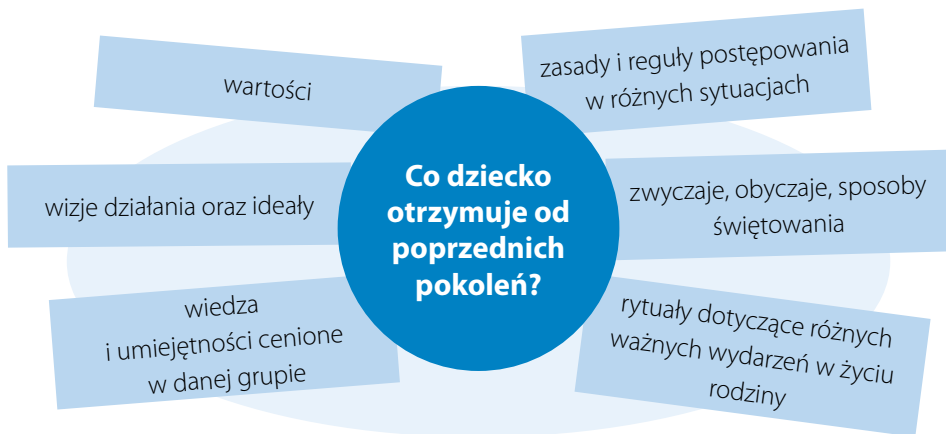 wartości
zasady i reguły postępowania
w różnych sytuacjach
Co dziecko
otrzymuje od
poprzednich
pokoleń?
wizje działania oraz ideały
zwyczaje, obyczaje, sposoby
świętowania
wiedza
i umiejętności cenione
w danej grupie
rytuały dotyczące różnych
ważnych wydarzeń w życiu
rodziny